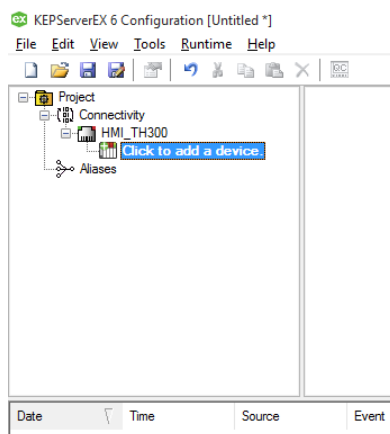 ex KEPServerEX 6 Configuration [Untitled *]
File Edit View Tools Runtime Help
Project
Connectivity
HMI_TH300
Click to add a device.
Aliases
Date Time Source Event